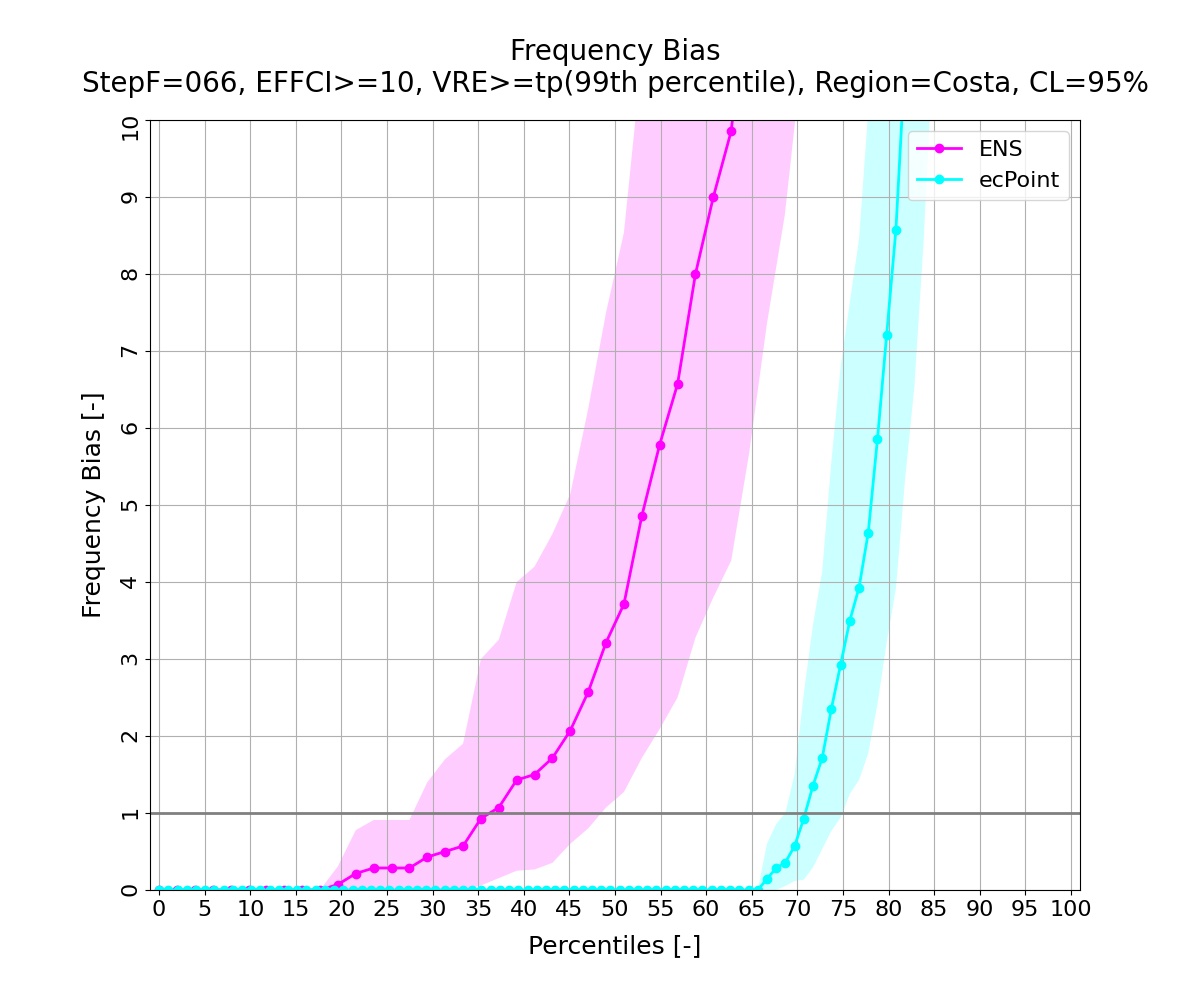 Frequency Bias
StepF=066, EFFCI>=10, VRE>=tp(99th percentile), Region=Costa, CL=95%
ENS
ecPoint
10
9
8
7
6
5
4
3
2
1
0
Frequency Bias [-]
0 5 10 15 20 25 30 35 40 45 50 55 60 65 70 75 80 85 90 95 100
Percentiles [-]